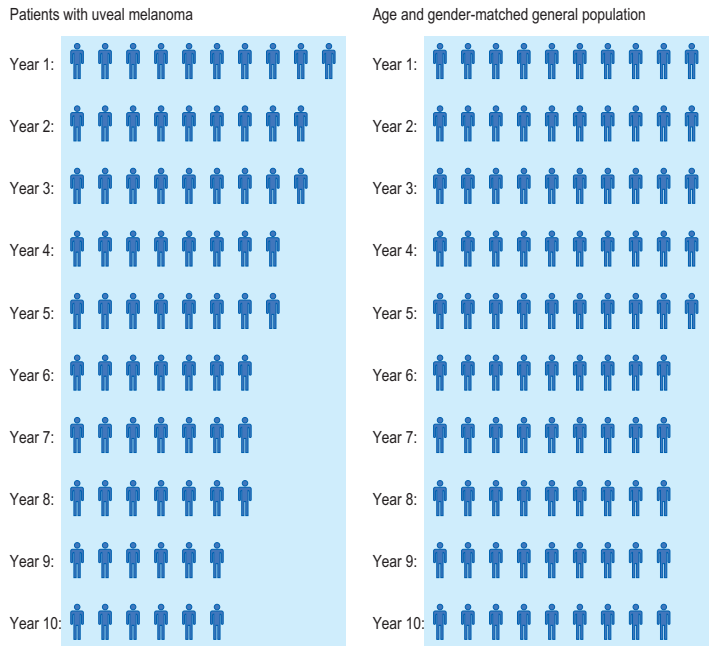 Patients with uveal melanoma
Year 1:
Year 2:
Year 3:
Year 4:
Year 5:
Year 6:
Year 7:
Year 8:
Year 9:
Year 10:
Age and gender-matched general population
Year 1:
Year 2:
Year 3:
Year 4:
Year 5:
Year 6:
Year 7:
Year 8:
Year 9:
Year 10: